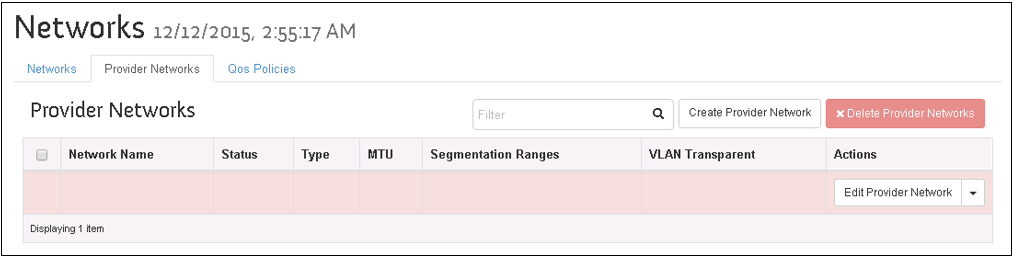 Networks 12/12/2015, 2:55:17 AM
Networks Provider Networks Qos Policies
Provider Networks Filter Create Provider Network ✖ Delete Provider Networks
Network Name Status Type MTU Segmentation Ranges VLAN Transparent Actions
Edit Provider Network
Displaying 1 item